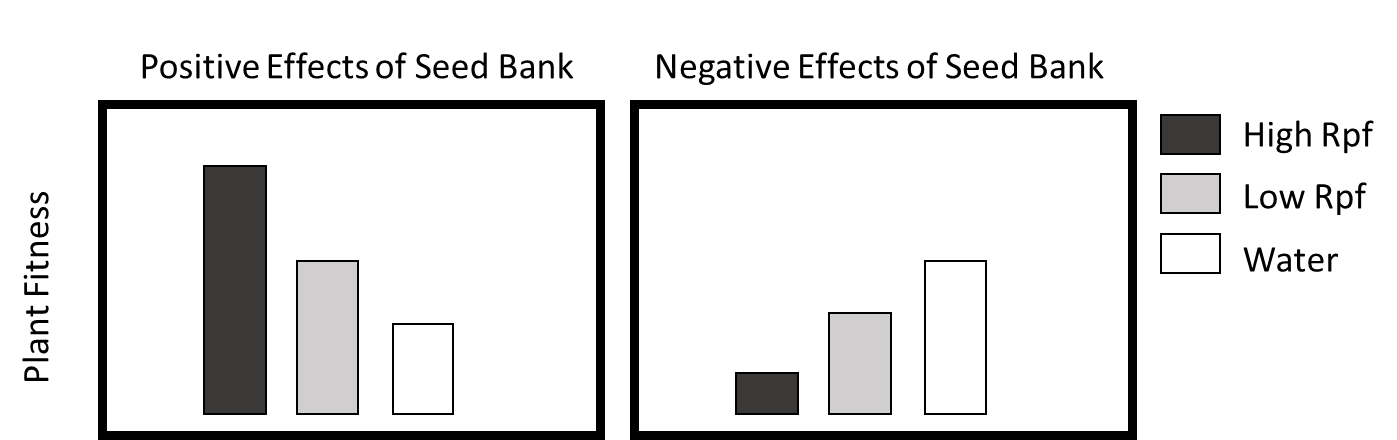 Positive Effects of Seed Bank
Negative Effects of Seed Bank
Plant Fitness
High Rpf
Low Rpf
Water